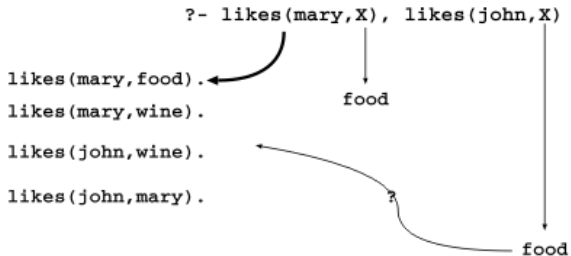 ?- likes(mary,X), likes(john,X)
likes(mary,food).
food
likes(mary,wine).
likes(john,wine).
likes(john,mary).
?
food